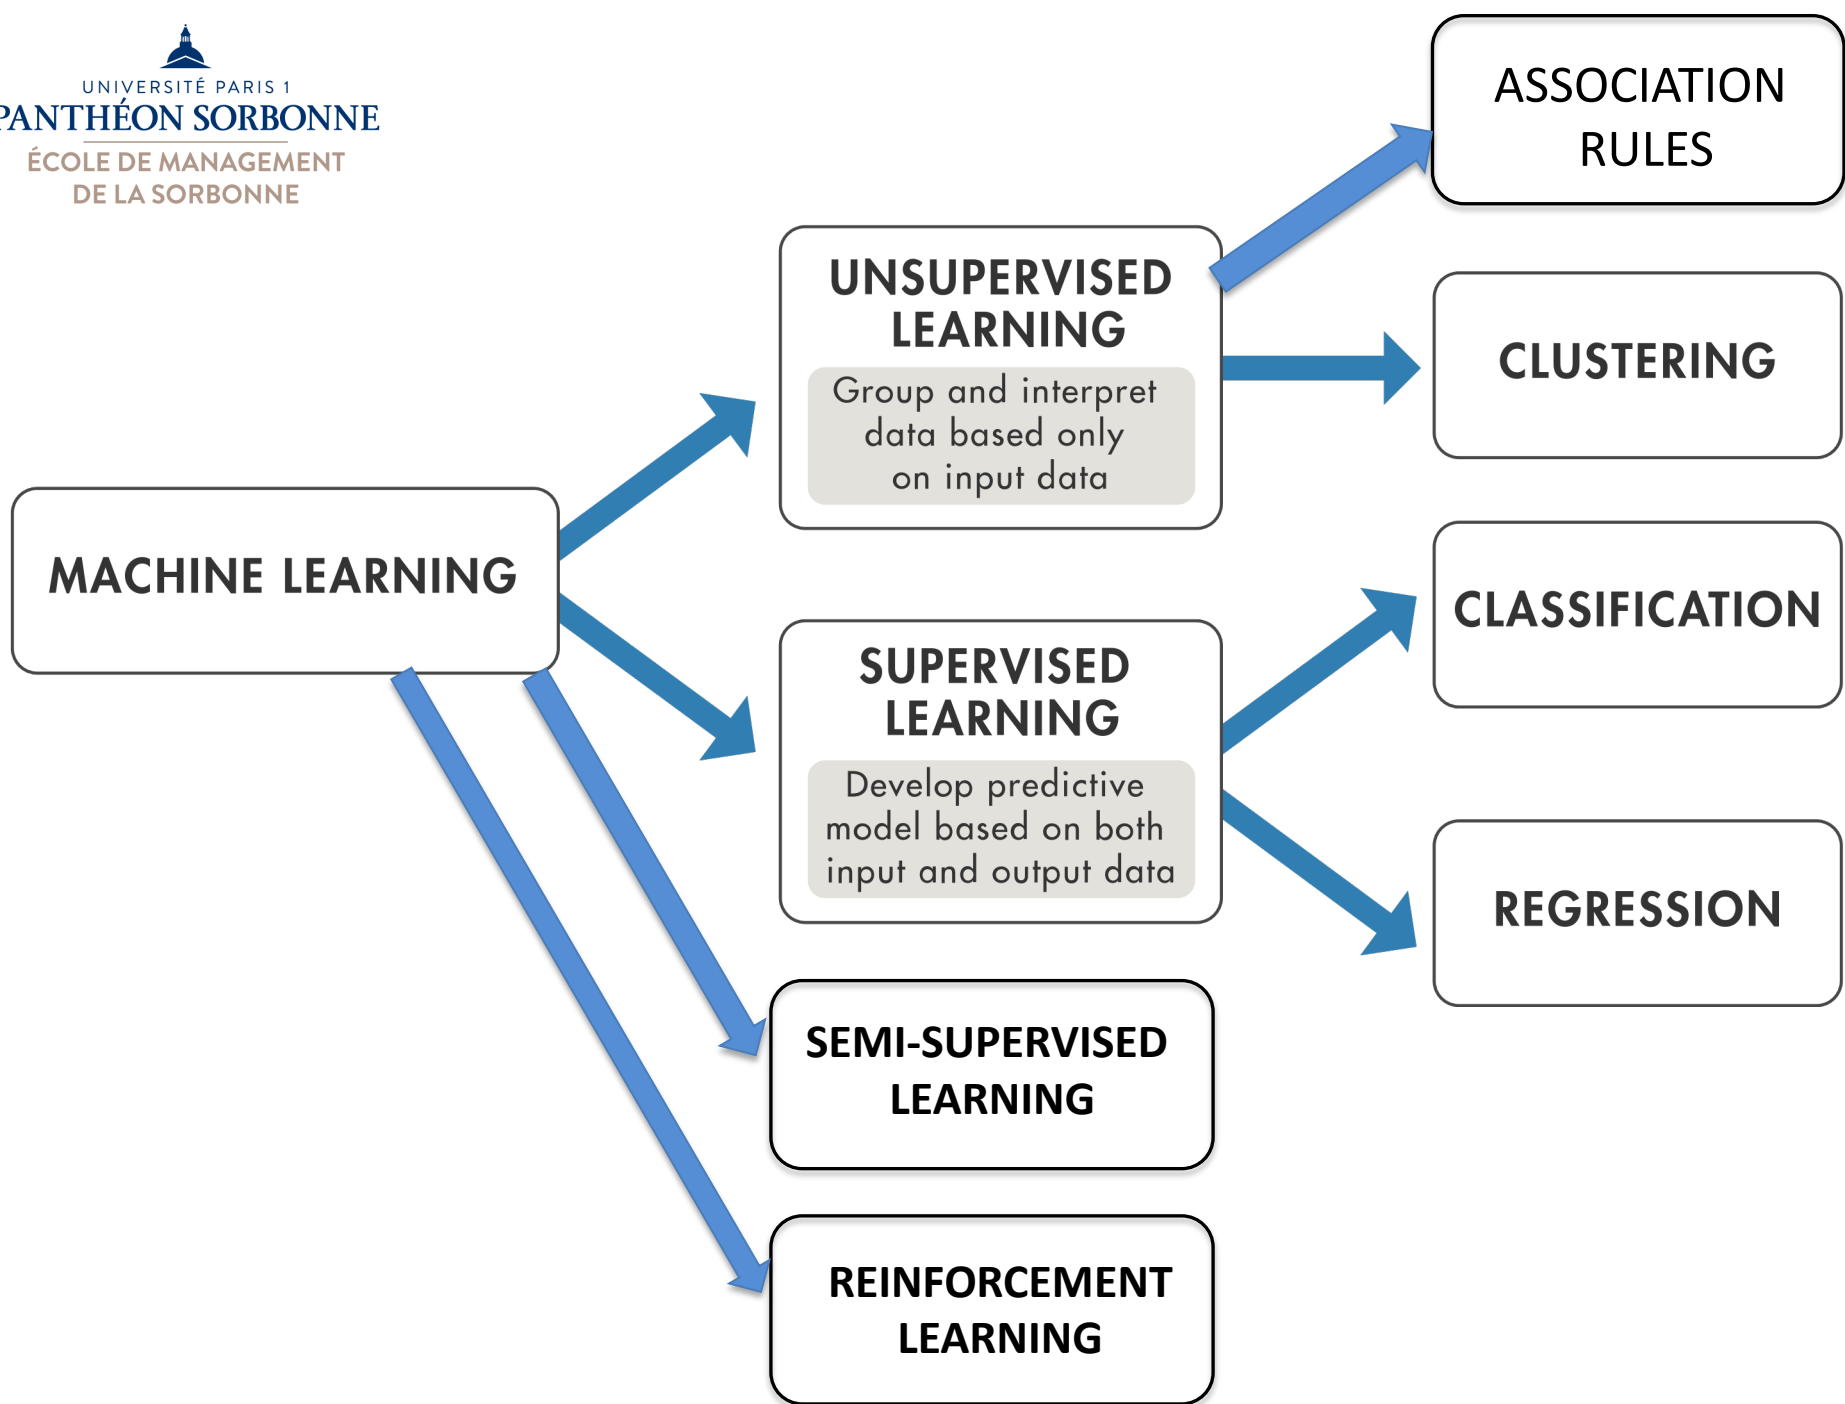 UNIVERSITÉ PARIS 1
PANTHÉON SORBONNE
ÉCOLE DE MANAGEMENT
DE LA SORBONNE
MACHINE LEARNING
UNSUPERVISED
LEARNING
Group and interpret
data based only
on input data
ASSOCIATION
RULES
CLUSTERING
SUPERVISED
LEARNING
Develop predictive
model based on both
input and output data
CLASSIFICATION
REGRESSION
SEMI-SUPERVISED
LEARNING
REINFORCEMENT
LEARNING